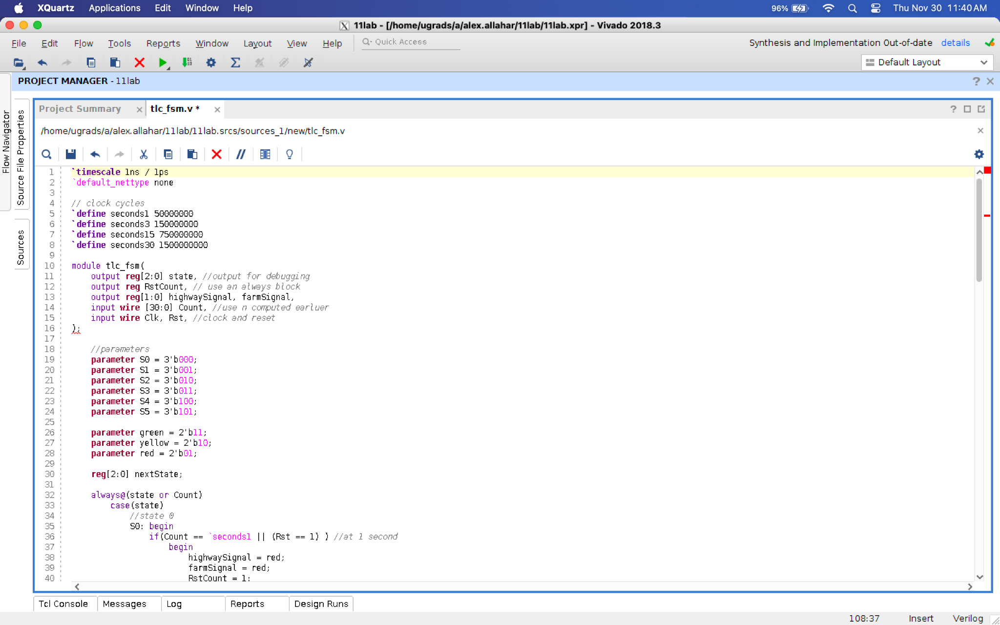 XQuartz Applications Edit Window Help 96% Thu Nov 30 11:40 AM
11lab - [/home/ugrads/a/alex.allahar/11lab/11lab.xpr] - Vivado 2018.3
File Edit Flow Tools Reports Window Layout View Help Quick Access Synthesis and Implementation Out-of-date details
Default Layout
PROJECT MANAGER - 11lab
Flow Navigator
Source File Properties
Sources
Project Summary tlc_fsm.v *
/home/ugrads/a/alex.allahar/11lab/11lab.srcs/sources_1/new/tlc_fsm.v
1 `timescale 1ns / 1ps
2 `default_nettype none
3
4 // clock cycles
5 `define seconds1 50000000
6 `define seconds3 150000000
7 `define seconds15 750000000
8 `define seconds30 1500000000
9
10 module tlc_fsm(
11 output reg[2:0] state, //output for debugging
12 output reg RstCount, // use an always block
13 output reg[1:0] highwaySignal, farmSignal,
14 input wire [30:0] Count, //use n computed earluer
15 input wire Clk, Rst, //clock and reset
16 );
17
18 //parameters
19 parameter S0 = 3'b000;
20 parameter S1 = 3'b001;
21 parameter S2 = 3'b010;
22 parameter S3 = 3'b011;
23 parameter S4 = 3'b100;
24 parameter S5 = 3'b101;
25
26 parameter green = 2'b11;
27 parameter yellow = 2'b10;
28 parameter red = 2'b01;
29
30 reg[2:0] nextState;
31
32 always@(state or Count)
33 case(state)
34 //state 0
35 S0: begin
36 if(Count == `seconds1 || (Rst == 1) ) //at 1 second
37 begin
38 highwaySignal = red;
39 farmSignal = red;
40 RstCount = 1;
Tcl Console Messages Log Reports Design Runs
108:37 Insert Verilog